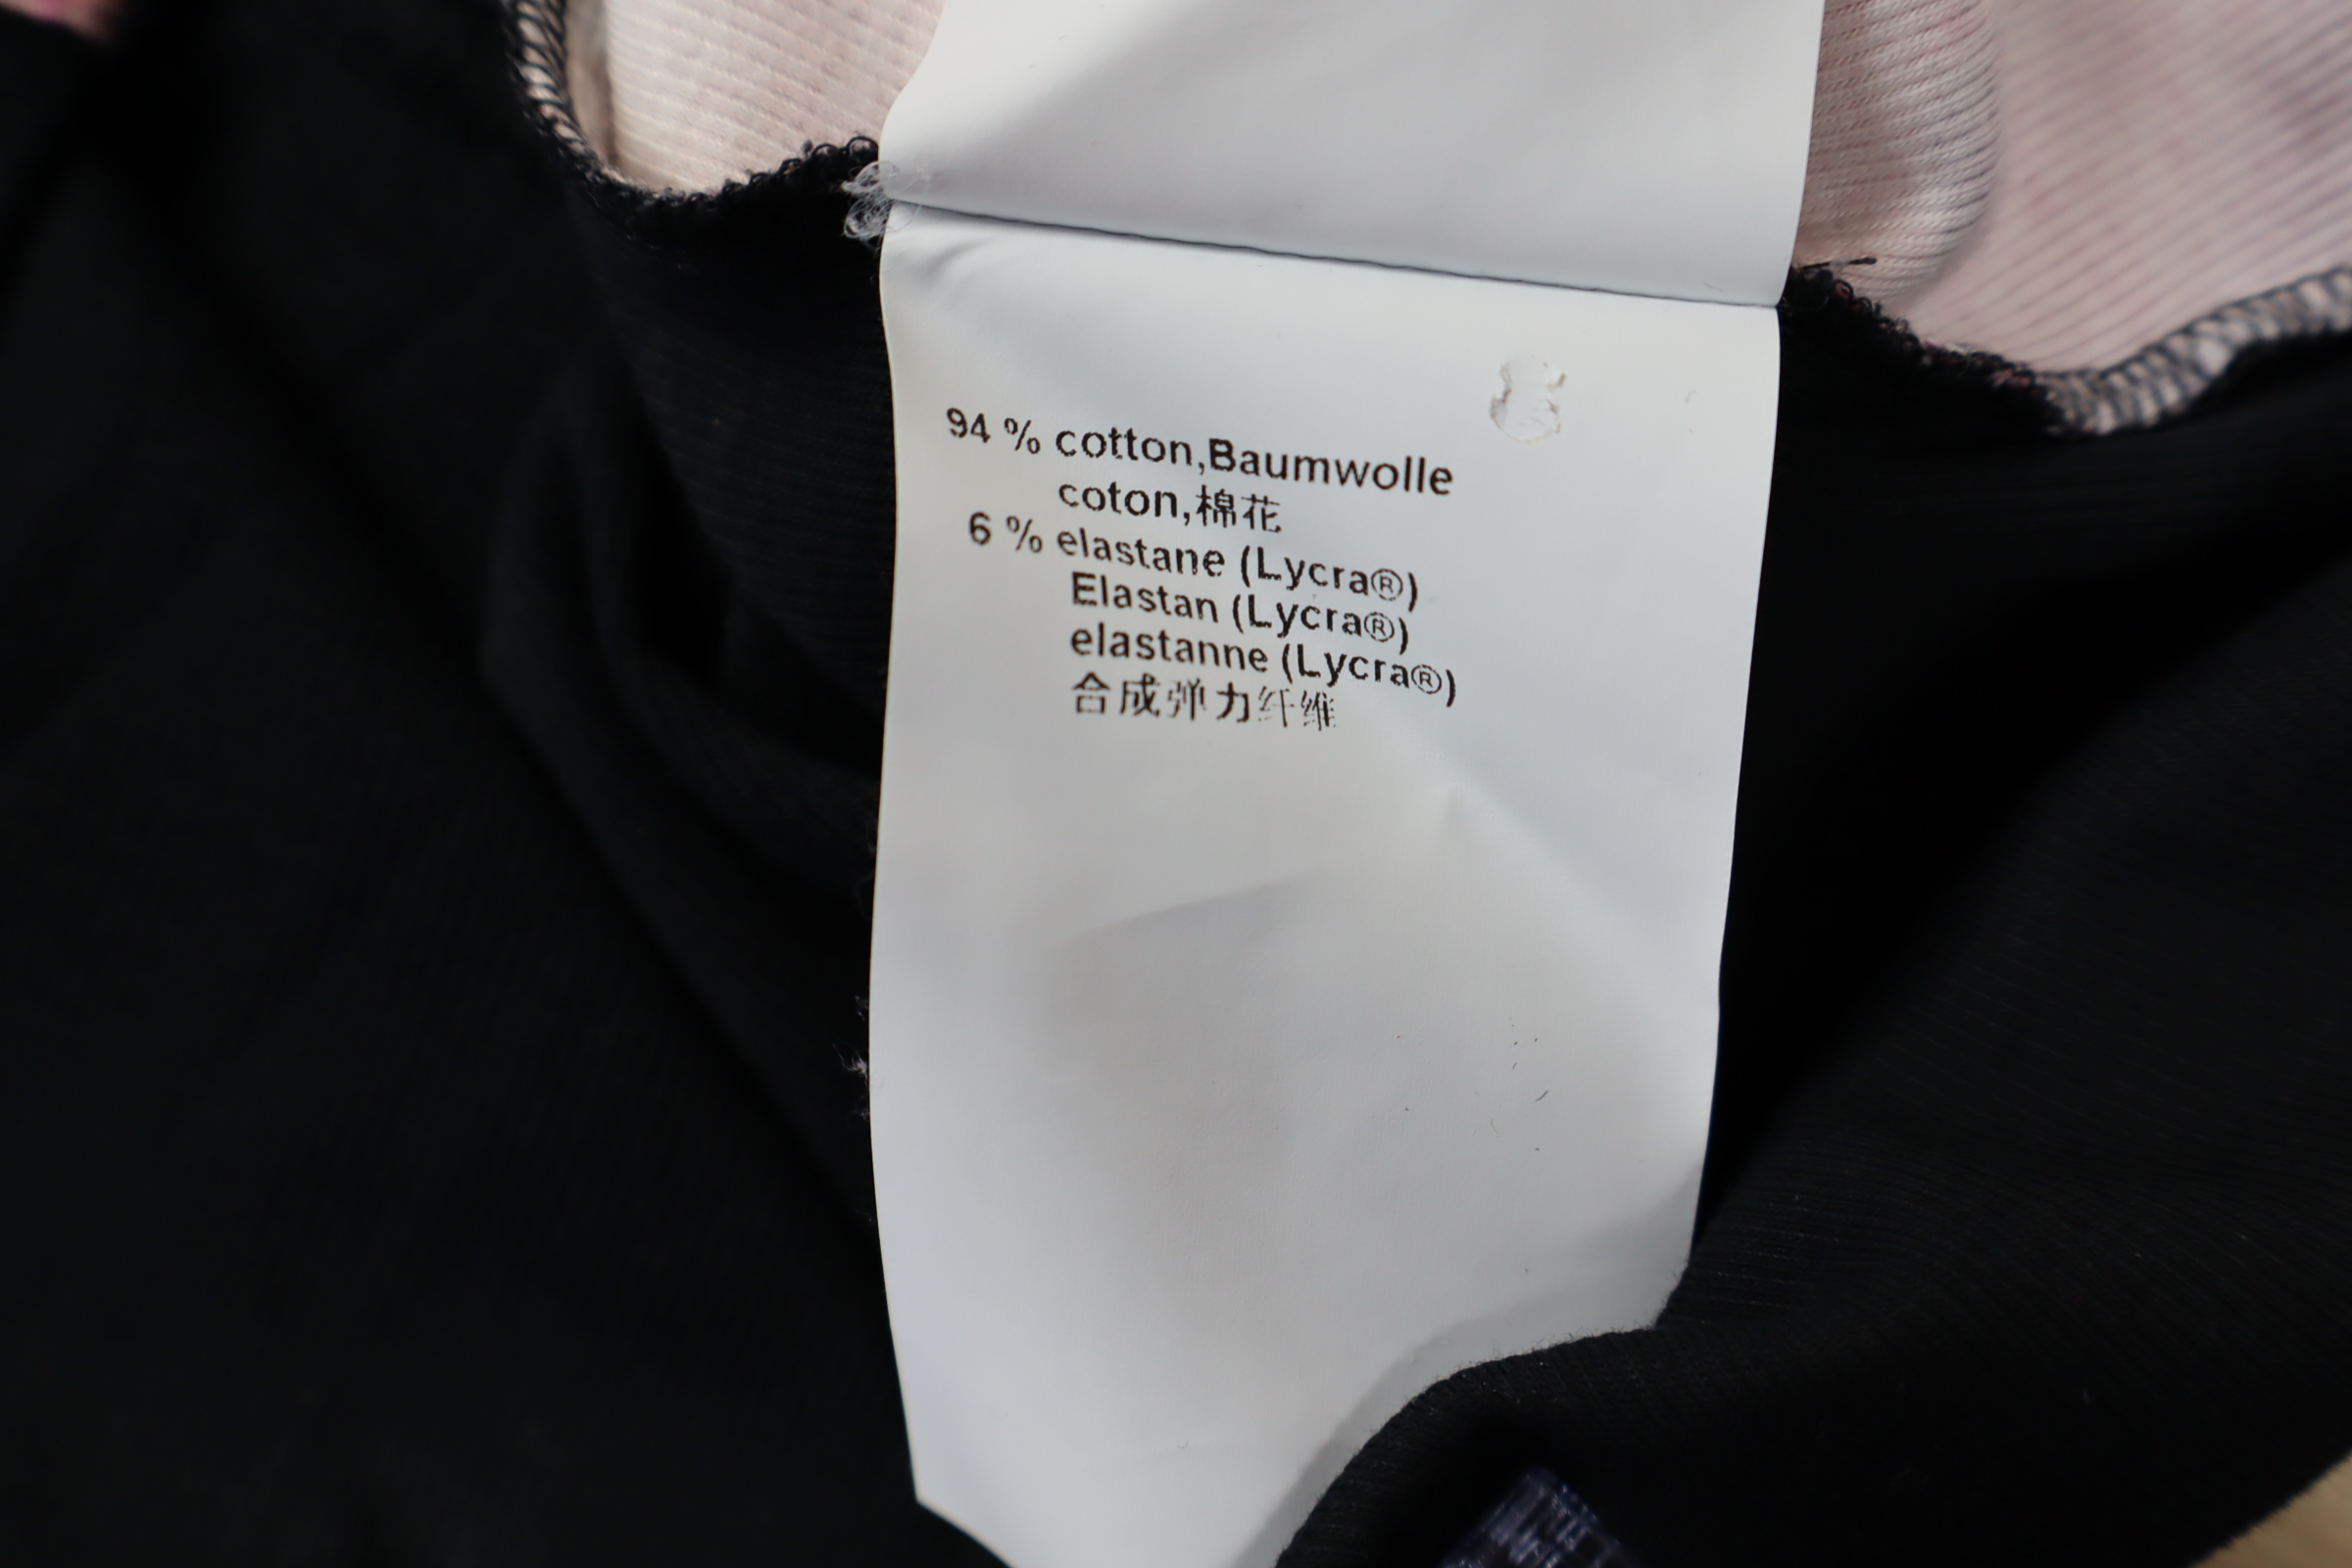 94 % cotton,Baumwolle
coton,棉花
6 % elastane (Lycra®)
Elastan (Lycra®)
elastanne (Lycra®)
合成弹力纤维